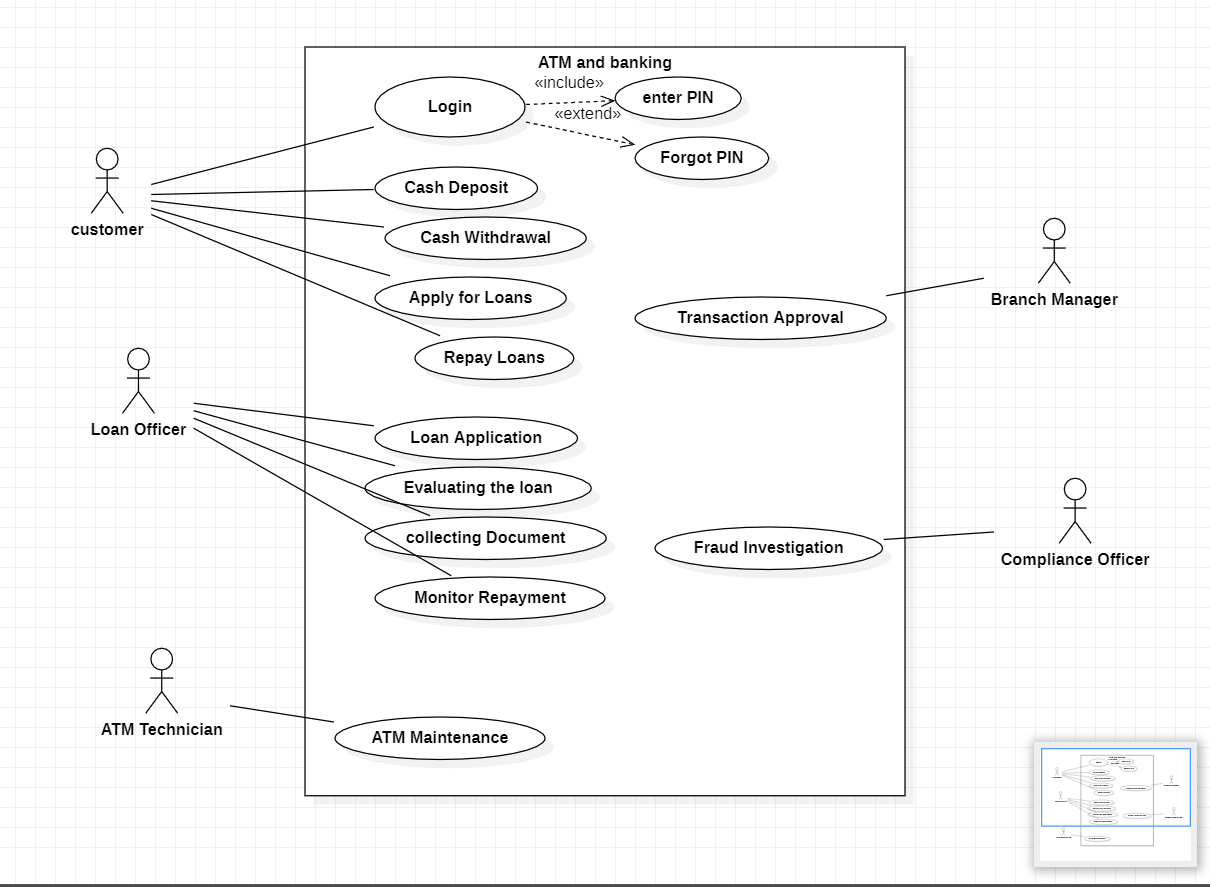 ATM and banking
«include»
enter PIN
Login
«extend»
Forgot PIN
Cash Deposit
customer
Cash Withdrawal
Apply for Loans
Branch Manager
Transaction Approval
Repay Loans
Loan Officer
Loan Application
Evaluating the loan
collecting Document
Fraud Investigation
Compliance Officer
Monitor Repayment
ATM Technician
ATM Maintenance